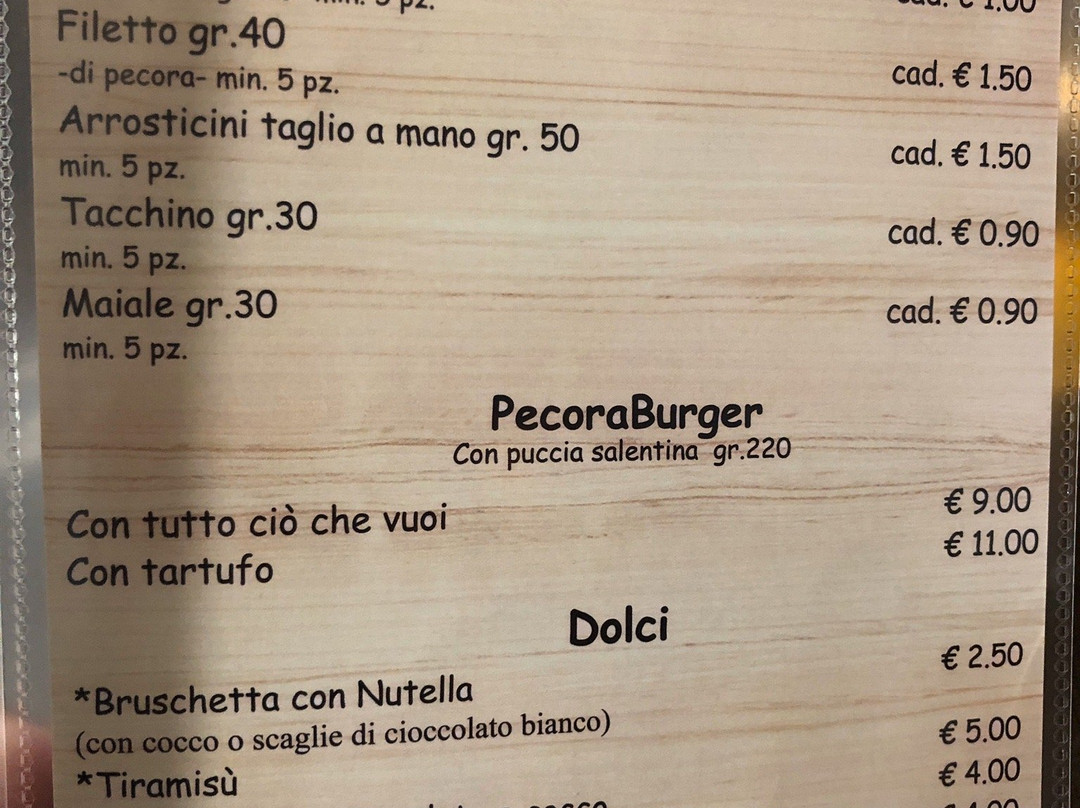 Filetto gr.40
-di pecora- min. 5 pz. cad. € 1.50
Arrosticini taglio a mano gr. 50
min. 5 pz. cad. € 1.50
Tacchino gr.30
min. 5 pz. cad. € 0.90
Maiale gr.30 cad. € 0.90
min. 5 pz.
PecoraBurger
Con puccia salentina gr.220
Con tutto ciò che vuoi € 9.00
Con tartufo € 11.00
Dolci
*Bruschetta con Nutella € 2.50
(con cocco o scaglie di cioccolato bianco)
*Tiramisù € 5.00
€ 4.00